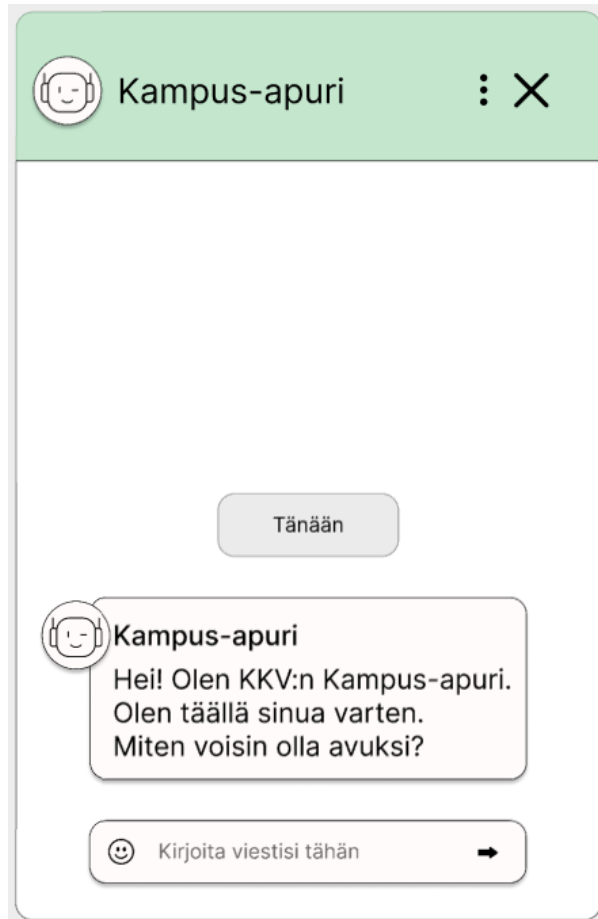 Kampus-apuri
Tänään
Kampus-apuri
Hei! Olen KKV:n Kampus-apuri.
Olen täällä sinua varten.
Miten voisin olla avuksi?
Kirjoita viestisi tähän